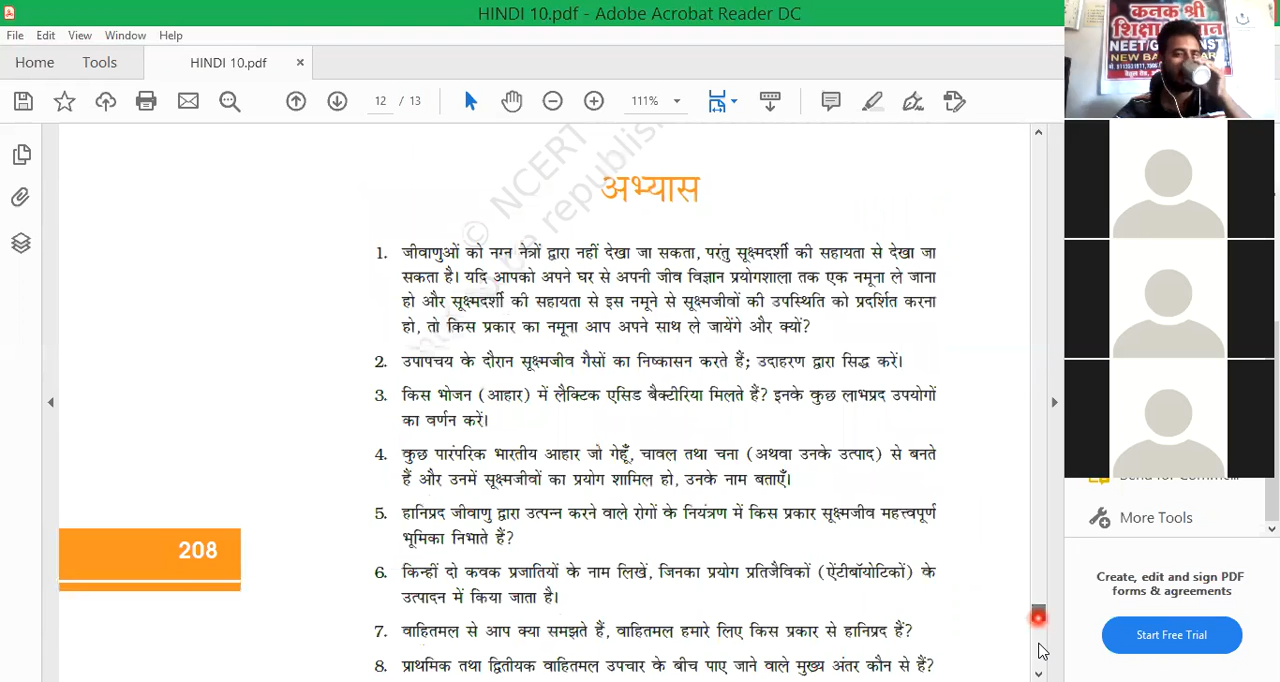 HINDI 10.pdf - Adobe Acrobat Reader DC
File Edit View Window Help
Home Tools HINDI 10.pdf ×
12 / 13 111%
© NCERT
be republis
अभ्यास
1. जीवाणुओं को नग्न नेत्रों द्वारा नहीं देखा जा सकता, परंतु सूक्ष्मदर्शी की सहायता से देखा जा
सकता है। यदि आपको अपने घर से अपनी जीव विज्ञान प्रयोगशाला तक एक नमूना ले जाना
हो और सूक्ष्मदर्शी की सहायता से इस नमूने से सूक्ष्मजीवों की उपस्थिति को प्रदर्शित करना
हो, तो किस प्रकार का नमूना आप अपने साथ ले जायेंगे और क्यों?
2. उपापचय के दौरान सूक्ष्मजीव गैसों का निष्कासन करते हैं; उदाहरण द्वारा सिद्ध करें।
3. किस भोजन (आहार) में लैक्टिक एसिड बैक्टीरिया मिलते हैं? इनके कुछ लाभप्रद उपयोगों
का वर्णन करें।
4. कुछ पारंपरिक भारतीय आहार जो गेहूँ, चावल तथा चना (अथवा उनके उत्पाद) से बनते
हैं और उनमें सूक्ष्मजीवों का प्रयोग शामिल हो, उनके नाम बताएँ।
5. हानिप्रद जीवाणु द्वारा उत्पन्न करने वाले रोगों के नियंत्रण में किस प्रकार सूक्ष्मजीव महत्त्वपूर्ण
भूमिका निभाते हैं?
6. किन्हीं दो कवक प्रजातियों के नाम लिखें, जिनका प्रयोग प्रतिजैविकों (ऐंटीबॉयोटिकों) के
उत्पादन में किया जाता है।
7. वाहितमल से आप क्या समझते हैं, वाहितमल हमारे लिए किस प्रकार से हानिप्रद हैं?
8. प्राथमिक तथा द्वितीयक वाहितमल उपचार के बीच पाए जाने वाले मुख्य अंतर कौन से हैं?
208
कनक श्री
शिक्षा
NEET/
NEW
More Tools
Create, edit and sign PDF
forms & agreements
Start Free Trial